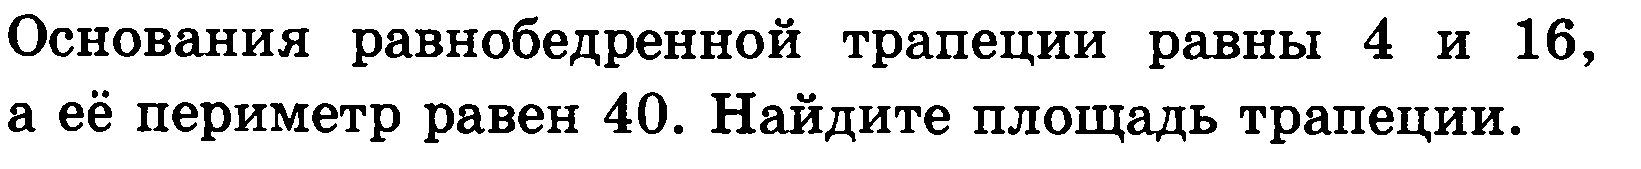 Основания равнобедренной трапеции равны 4 и 16,
а её периметр равен 40. Найдите площадь трапеции.